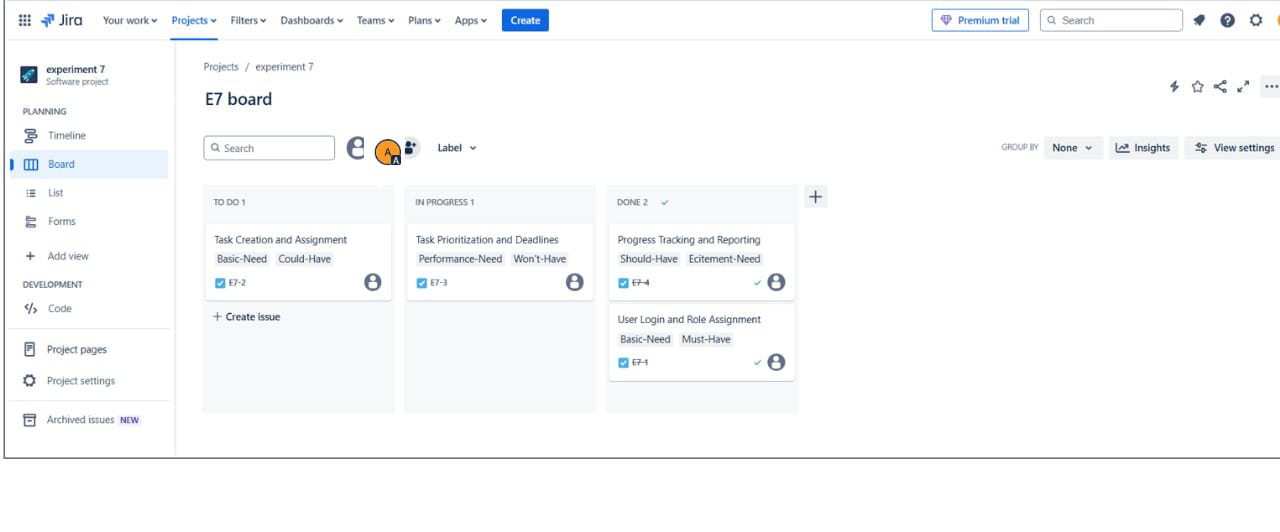 Jira Your work Projects Filters Dashboards Teams Plans Apps Create Premium trial Search
experiment 7
Software project
PLANNING
Timeline
Board
List
Forms
Add view
DEVELOPMENT
Code
Project pages
Project settings
Archived issues NEW
Projects / experiment 7
E7 board
Search A A Label GROUP BY None Insights View settings
TO DO 1
Task Creation and Assignment
Basic-Need Could-Have
E7-2
+ Create issue
IN PROGRESS 1
Task Prioritization and Deadlines
Performance-Need Won't-Have
E7-3
DONE 2
Progress Tracking and Reporting
Should-Have Ecitement-Need
E7-4
User Login and Role Assignment
Basic-Need Must-Have
E7-1